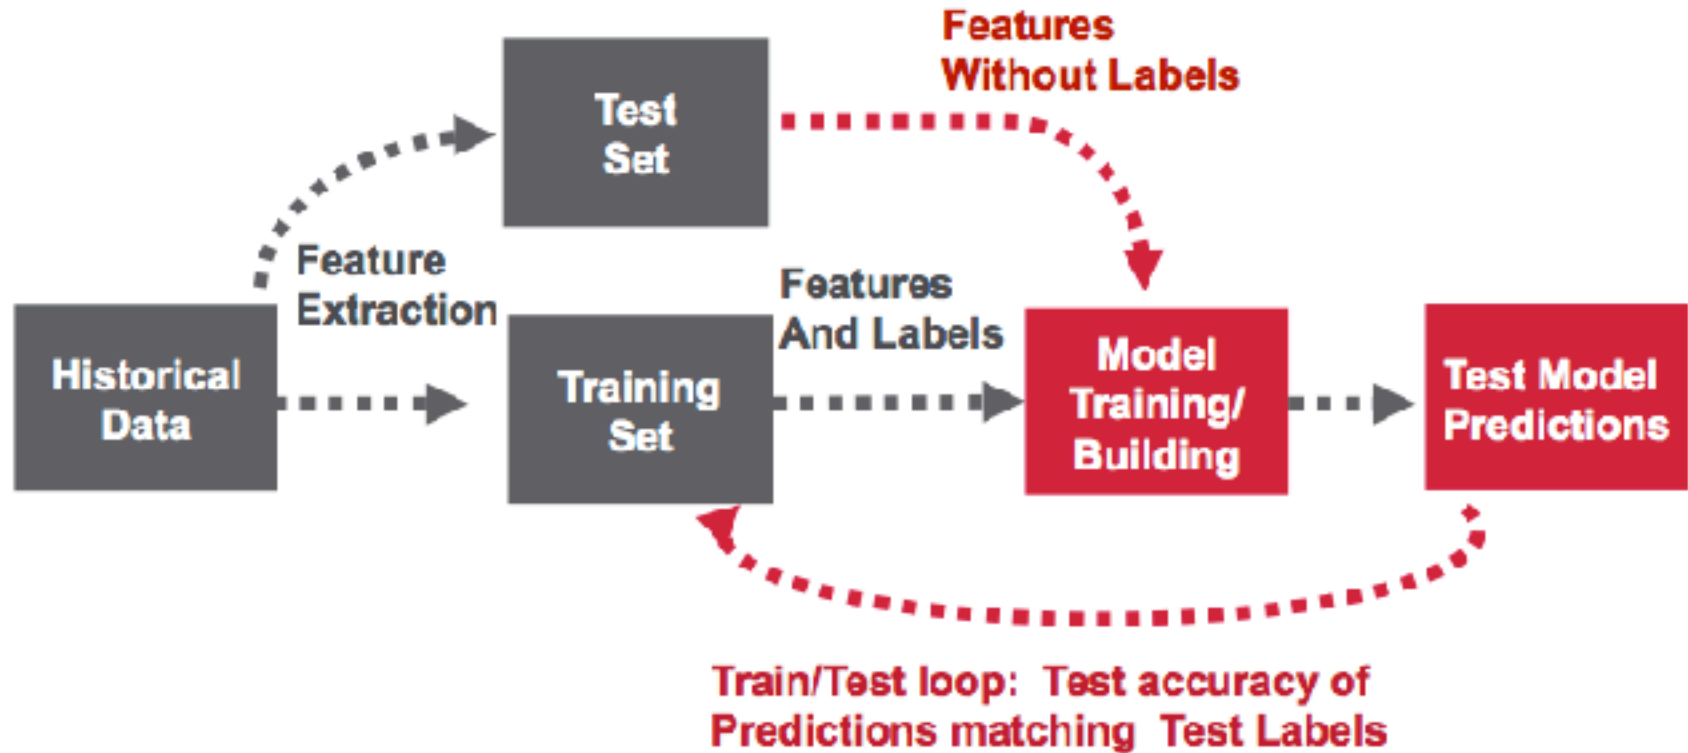 Features
Without Labels
Test
Set
Feature
Extraction
Features
And Labels
Historical
Data
Training
Set
Model
Training/
Building
Test Model
Predictions
Train/Test loop:  Test accuracy of
Predictions matching  Test Labels